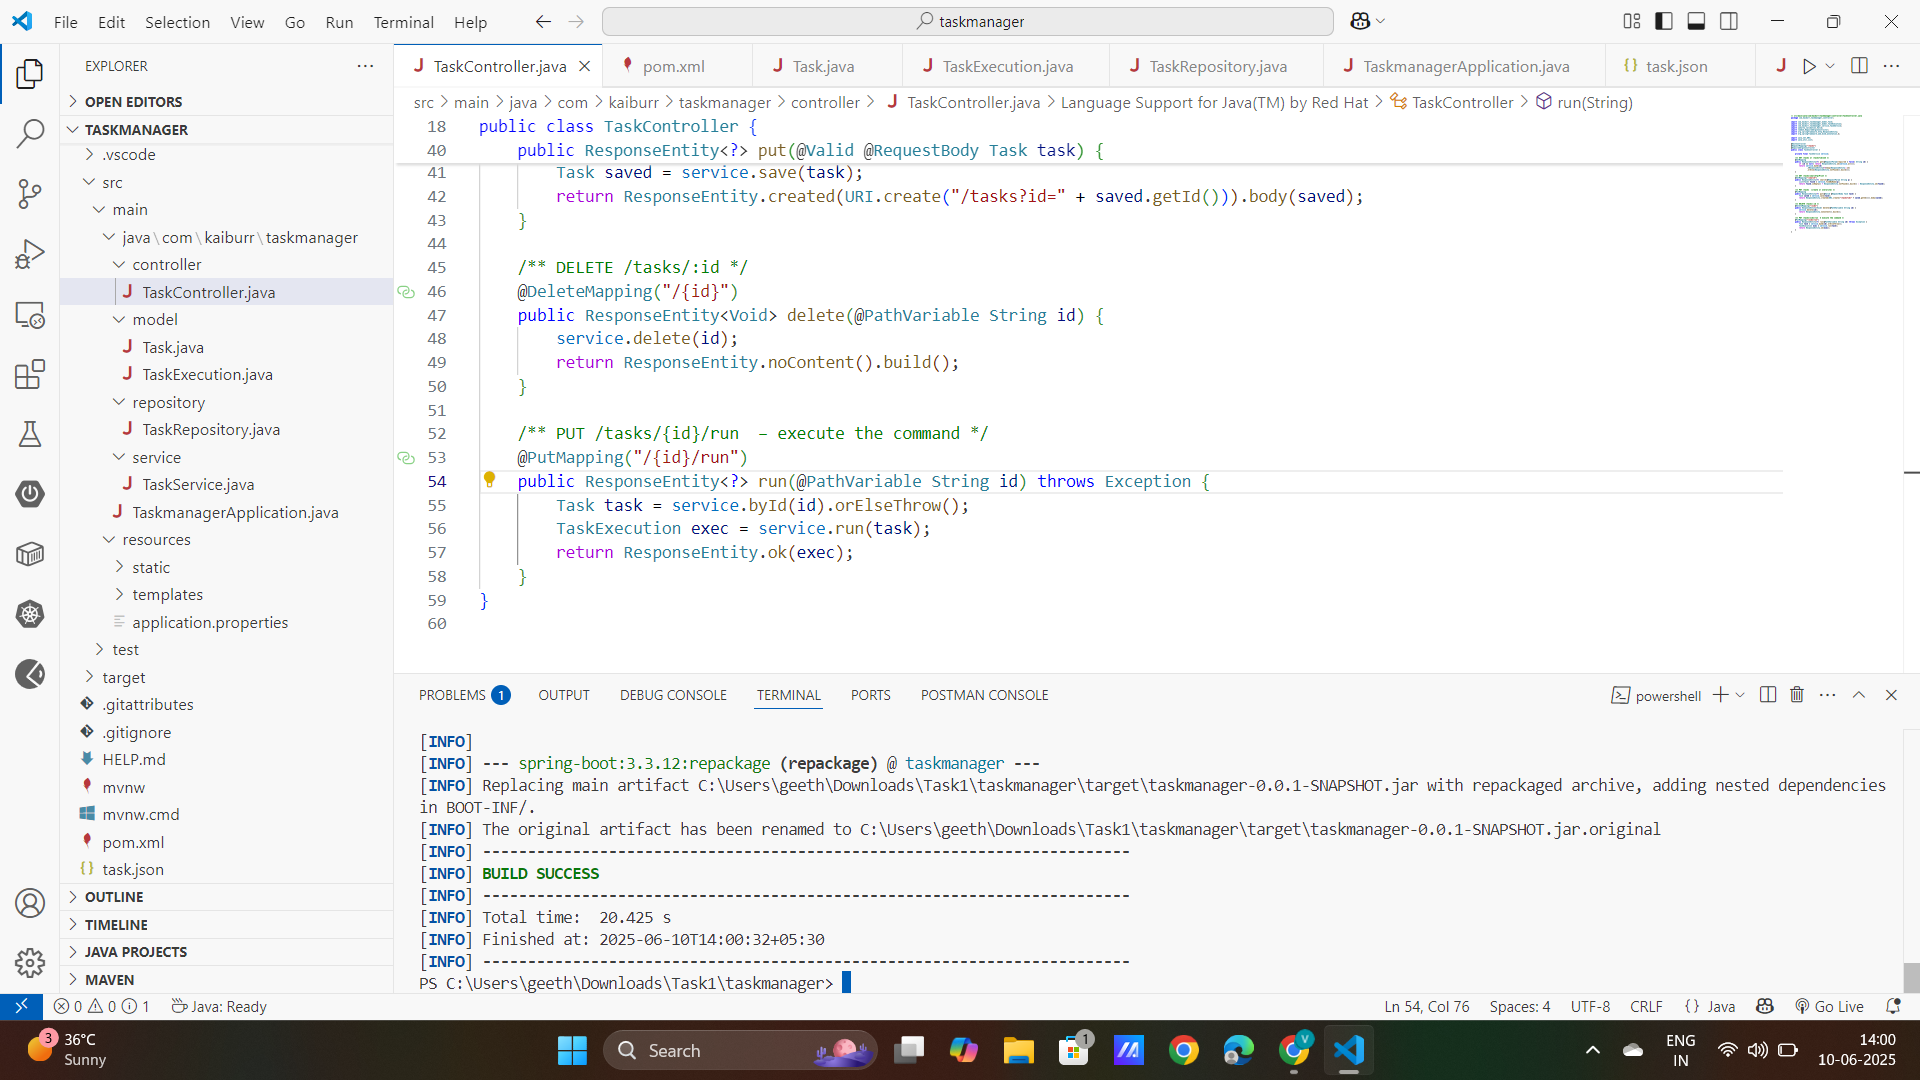 File Edit Selection View Go Run Terminal Help
taskmanager
EXPLORER
OPEN EDITORS
TASKMANAGER
.vscode
src
main
java\com\kaiburr\taskmanager
controller
TaskController.java
model
Task.java
TaskExecution.java
repository
TaskRepository.java
service
TaskService.java
TaskmanagerApplication.java
resources
static
templates
application.properties
test
target
.gitattributes
.gitignore
HELP.md
mvnw
mvnw.cmd
pom.xml
task.json
OUTLINE
TIMELINE
JAVA PROJECTS
MAVEN
TaskController.java pom.xml Task.java TaskExecution.java TaskRepository.java TaskmanagerApplication.java task.json
src > main > java > com > kaiburr > taskmanager > controller > TaskController.java > Language Support for Java(TM) by Red Hat > TaskController > run(String)
18 public class TaskController {
40 public ResponseEntity<?> put(@Valid @RequestBody Task task) {
41 Task saved = service.save(task);
42 return ResponseEntity.created(URI.create("/tasks?id=" + saved.getId())).body(saved);
43 }
44
45 /** DELETE /tasks/:id */
46 @DeleteMapping("/{id}")
47 public ResponseEntity<Void> delete(@PathVariable String id) {
48 service.delete(id);
49 return ResponseEntity.noContent().build();
50 }
51
52 /** PUT /tasks/{id}/run – execute the command */
53 @PutMapping("/{id}/run")
54 public ResponseEntity<?> run(@PathVariable String id) throws Exception {
55 Task task = service.byId(id).orElseThrow();
56 TaskExecution exec = service.run(task);
57 return ResponseEntity.ok(exec);
58 }
59 }
60
PROBLEMS 1 OUTPUT DEBUG CONSOLE TERMINAL PORTS POSTMAN CONSOLE
powershell
[INFO]
[INFO] --- spring-boot:3.3.12:repackage (repackage) @ taskmanager ---
[INFO] Replacing main artifact C:\Users\geeth\Downloads\Task1\taskmanager\target\taskmanager-0.0.1-SNAPSHOT.jar with repackaged archive, adding nested dependencies
in BOOT-INF/.
[INFO] The original artifact has been renamed to C:\Users\geeth\Downloads\Task1\taskmanager\target\taskmanager-0.0.1-SNAPSHOT.jar.original
[INFO] ------------------------------------------------------------------------
[INFO] BUILD SUCCESS
[INFO] ------------------------------------------------------------------------
[INFO] Total time:  20.425 s
[INFO] Finished at: 2025-06-10T14:00:32+05:30
[INFO] ------------------------------------------------------------------------
PS C:\Users\geeth\Downloads\Task1\taskmanager>
0 0 1 Java: Ready
Ln 54, Col 76 Spaces: 4 UTF-8 CRLF {} Java Go Live
3
36°C
Sunny
Search
1
V
ENG
IN
14:00
10-06-2025